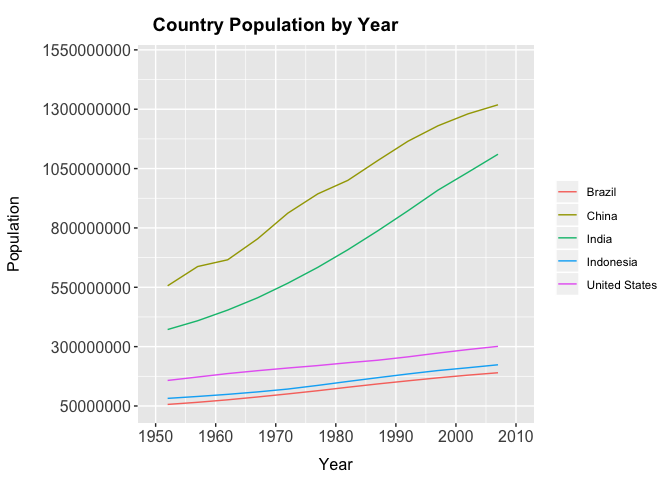 Country Population by Year
Population
1550000000
1300000000
1050000000
800000000
550000000
300000000
50000000
1950 1960 1970 1980 1990 2000 2010
Year
Brazil
China
India
Indonesia
United States